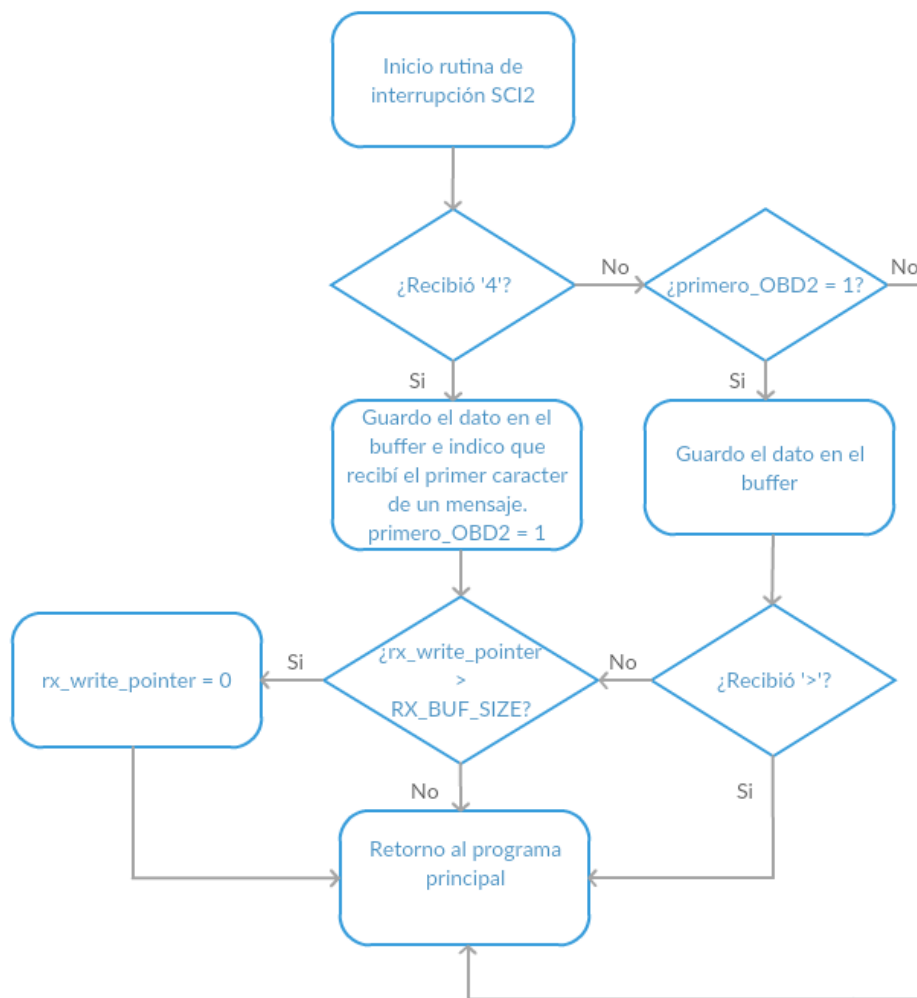 Inicio rutina de
interrupción SCI2
¿Recibió '4'?
No
¿primero_OBD2 = 1?
No
Si
Si
Guardo el dato en el
buffer e indico que
recibí el primer caracter
de un mensaje.
primero_OBD2 = 1
Guardo el dato en el
buffer
rx_write_pointer = 0
Si
¿rx_write_pointer
>
RX_BUF_SIZE?
No
¿Recibió '>'?
No
Si
Retorno al programa
principal